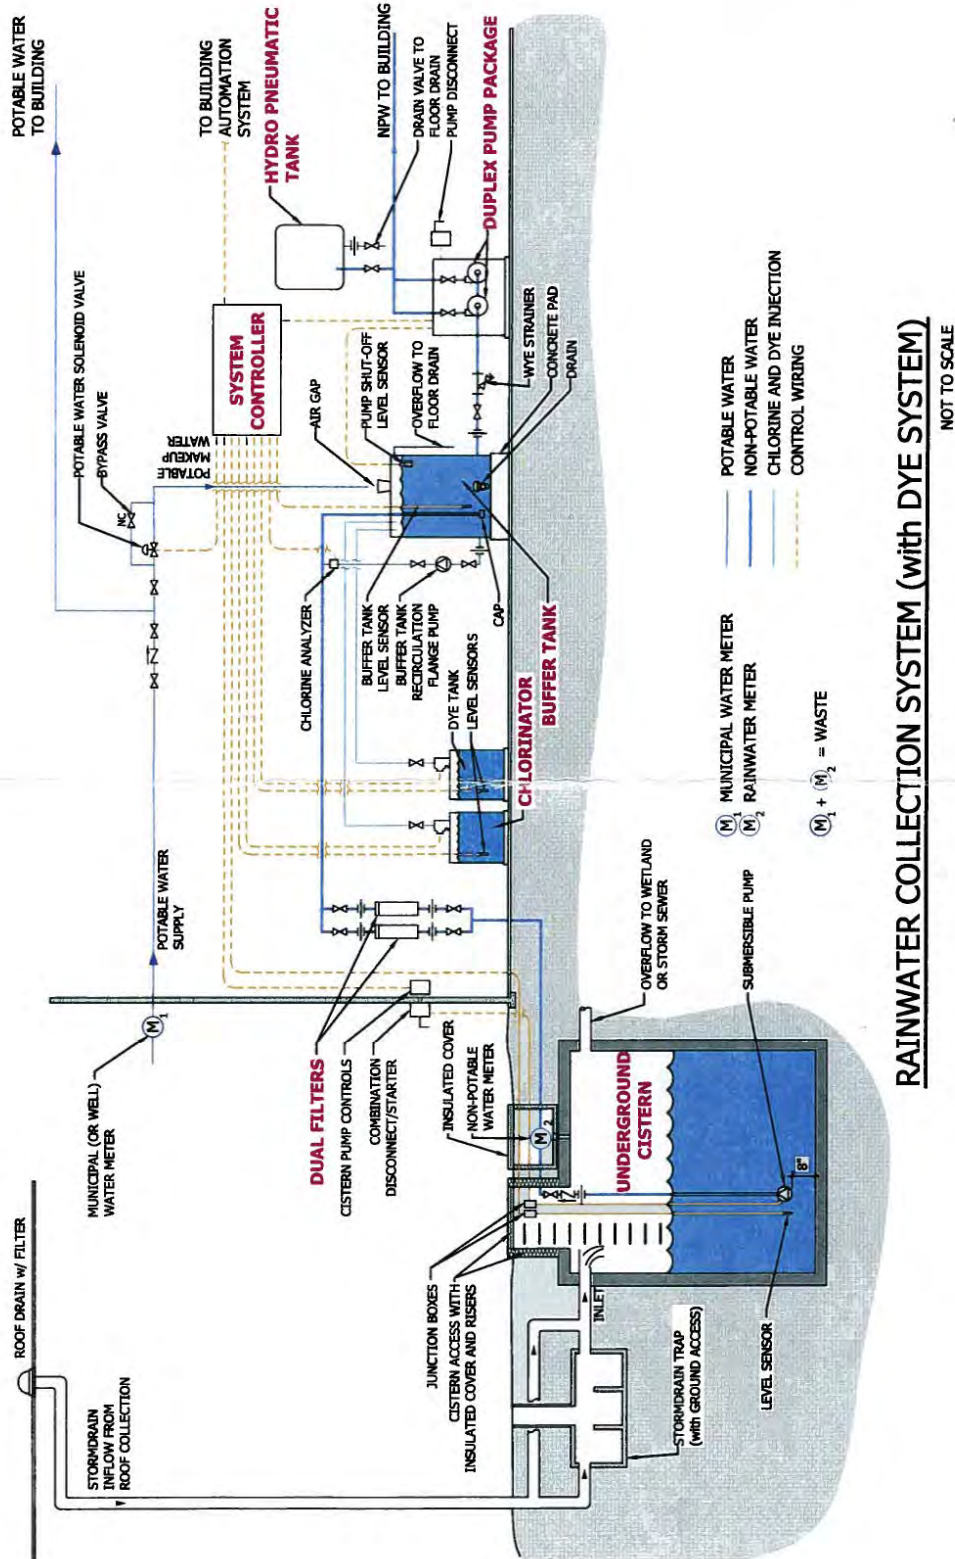 ROOF DRAIN w/ FILTER
STORMDRAIN
INFLOW FROM
ROOF COLLECTION
MUNICIPAL (OR WELL)
WATER METER
M1
POTABLE WATER
SUPPLY
POTABLE WATER SOLENOID VALVE
BYPASS VALVE
NC
POTABLE WATER
TO BUILDING
POTABLE
MAKEUP
WATER
SYSTEM
CONTROLLER
TO BUILDING
AUTOMATION
SYSTEM
HYDRO PNEUMATIC
TANK
NPW TO BUILDING
DRAIN VALVE TO
FLOOR DRAIN
PUMP DISCONNECT
DUPLEX PUMP PACKAGE
DUAL FILTERS
CISTERN PUMP CONTROLS
COMBINATION
DISCONNECT/STARTER
INSULATED COVER
NON-POTABLE
WATER METER
M2
CHLORINE ANALYZER
AIR GAP
PUMP SHUT-OFF
LEVEL SENSOR
OVERFLOW TO
FLOOR DRAIN
BUFFER TANK
LEVEL SENSOR
BUFFER TANK
RECIRCULATION
FLANGE PUMP
CAP
DYE TANK
LEVEL SENSORS
CHLORINATOR
BUFFER TANK
WYE STRAINER
CONCRETE PAD
DRAIN
JUNCTION BOXES
CISTERN ACCESS WITH
INSULATED COVER AND RISERS
INLET
STORMDRAIN TRAP
(with GROUND ACCESS)
LEVEL SENSOR
UNDERGROUND
CISTERN
8"
OVERFLOW TO WETLAND
OR STORM SEWER
SUBMERSIBLE PUMP
M1 MUNICIPAL WATER METER
M2 RAINWATER METER
M1 + M2 = WASTE
POTABLE WATER
NON-POTABLE WATER
CHLORINE AND DYE INJECTION
CONTROL WIRING
RAINWATER COLLECTION SYSTEM (with DYE SYSTEM)
NOT TO SCALE